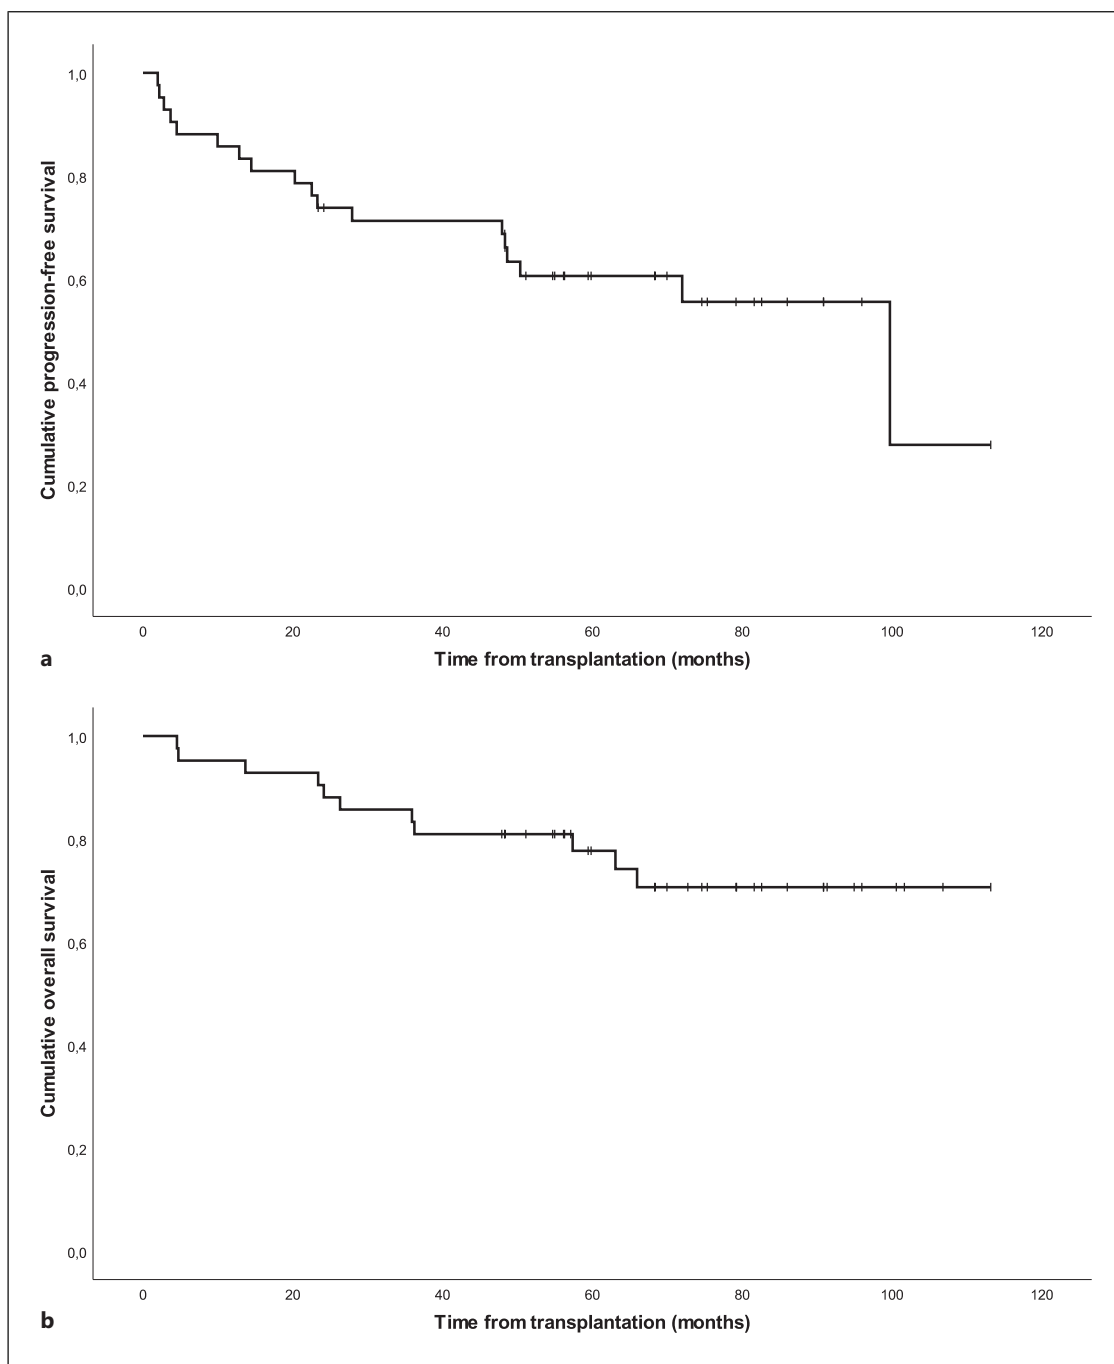 Cumulative progression-free survival
1,0
0,8
0,6
0,4
0,2
0,0
0 20 40 60 80 100 120
a Time from transplantation (months)
Cumulative overall survival
1,0
0,8
0,6
0,4
0,2
0,0
0 20 40 60 80 100 120
b Time from transplantation (months)